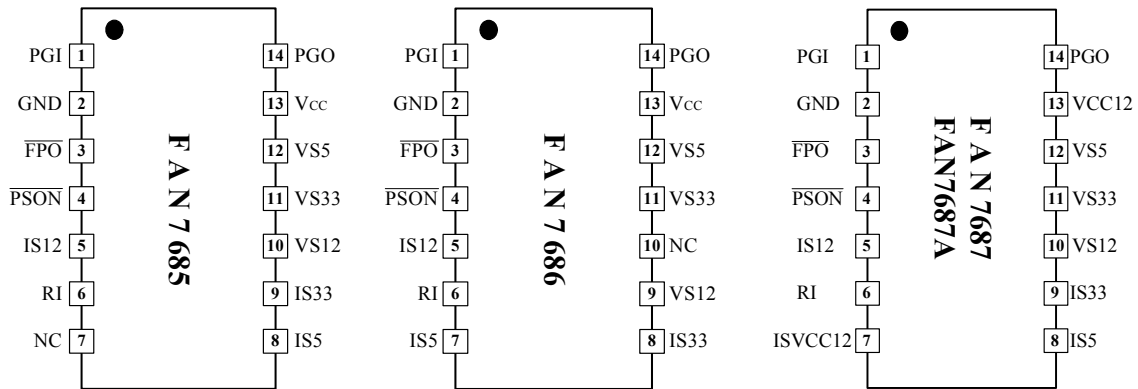 PGI 1 14 PGO
GND 2 13 VCC
FPO 3 12 VS5
PSON 4 11 VS33
IS12 5 10 VS12
RI 6 9 IS33
NC 7 8 IS5
FAN7685
PGI 1 14 PGO
GND 2 13 VCC
FPO 3 12 VS5
PSON 4 11 VS33
IS12 5 10 NC
RI 6 9 VS12
IS5 7 8 IS33
FAN7686
PGI 1 14 PGO
GND 2 13 VCC12
FPO 3 12 VS5
PSON 4 11 VS33
IS12 5 10 VS12
RI 6 9 IS33
ISVCC12 7 8 IS5
FAN7687
FAN7687A